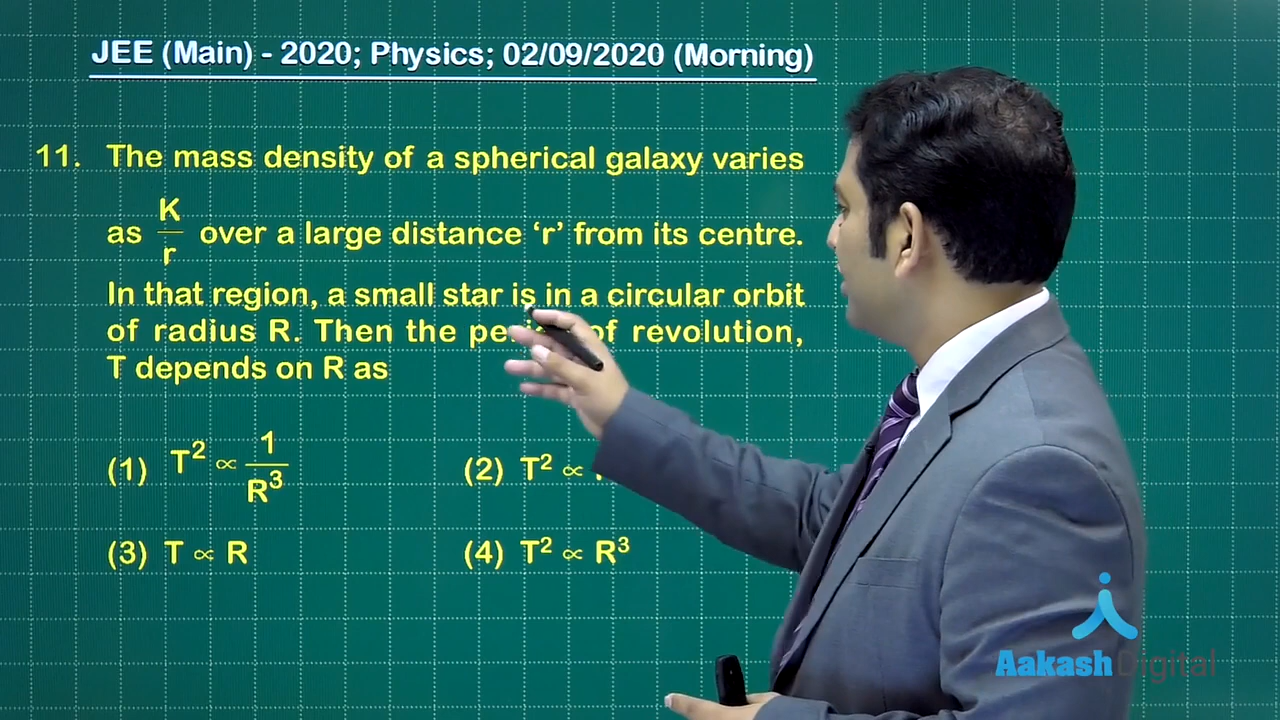 JEE (Main) - 2020; Physics; 02/09/2020 (Morning)
11. The mass density of a spherical galaxy varies
as K/r over a large distance ‘r’ from its centre.
In that region, a small star is in a circular orbit
of radius R. Then the of revolution,
T depends on R as
(1) T² ∝ 1/R³ (2) T² ∝
(3) T ∝ R (4) T² ∝ R³
Aakash Digital